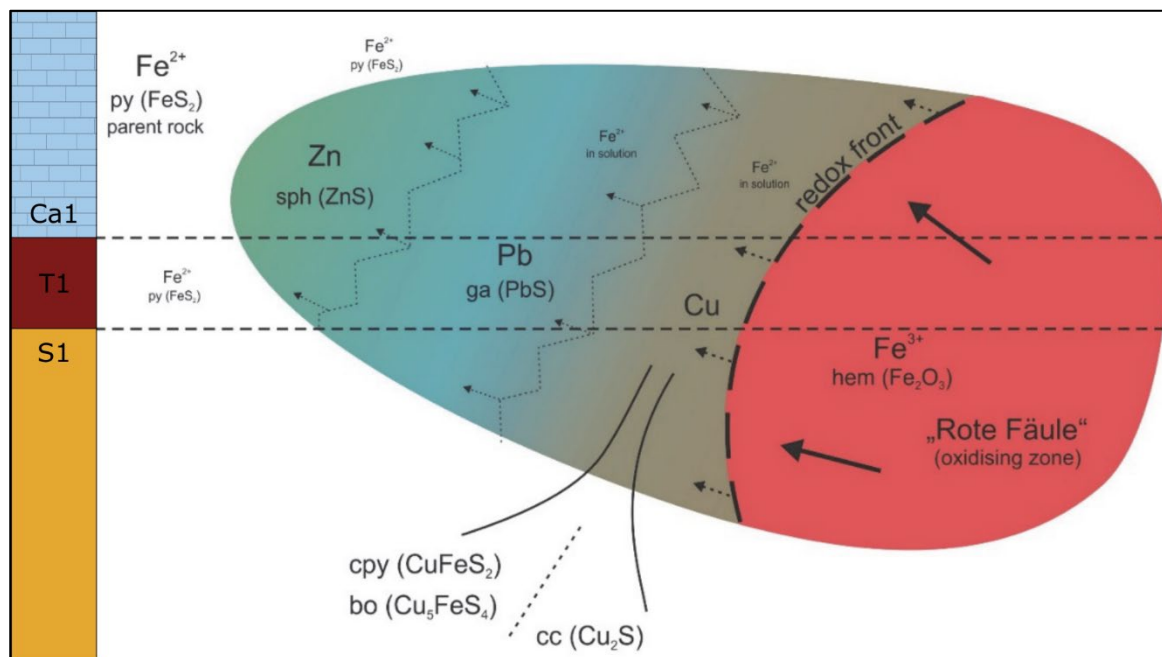 Fe²⁺
py (FeS₂)
parent rock
Fe²⁺
py (FeS₂)
Zn
sph (ZnS)
Fe²⁺
in solution
Fe²⁺
in solution
redox front
Ca1
T1
Fe²⁺
py (FeS₂)
Pb
ga (PbS)
Cu
S1
Fe³⁺
hem (Fe₂O₃)
„Rote Fäule“
(oxidising zone)
cpy (CuFeS₂)
bo (Cu₅FeS₄)
cc (Cu₂S)